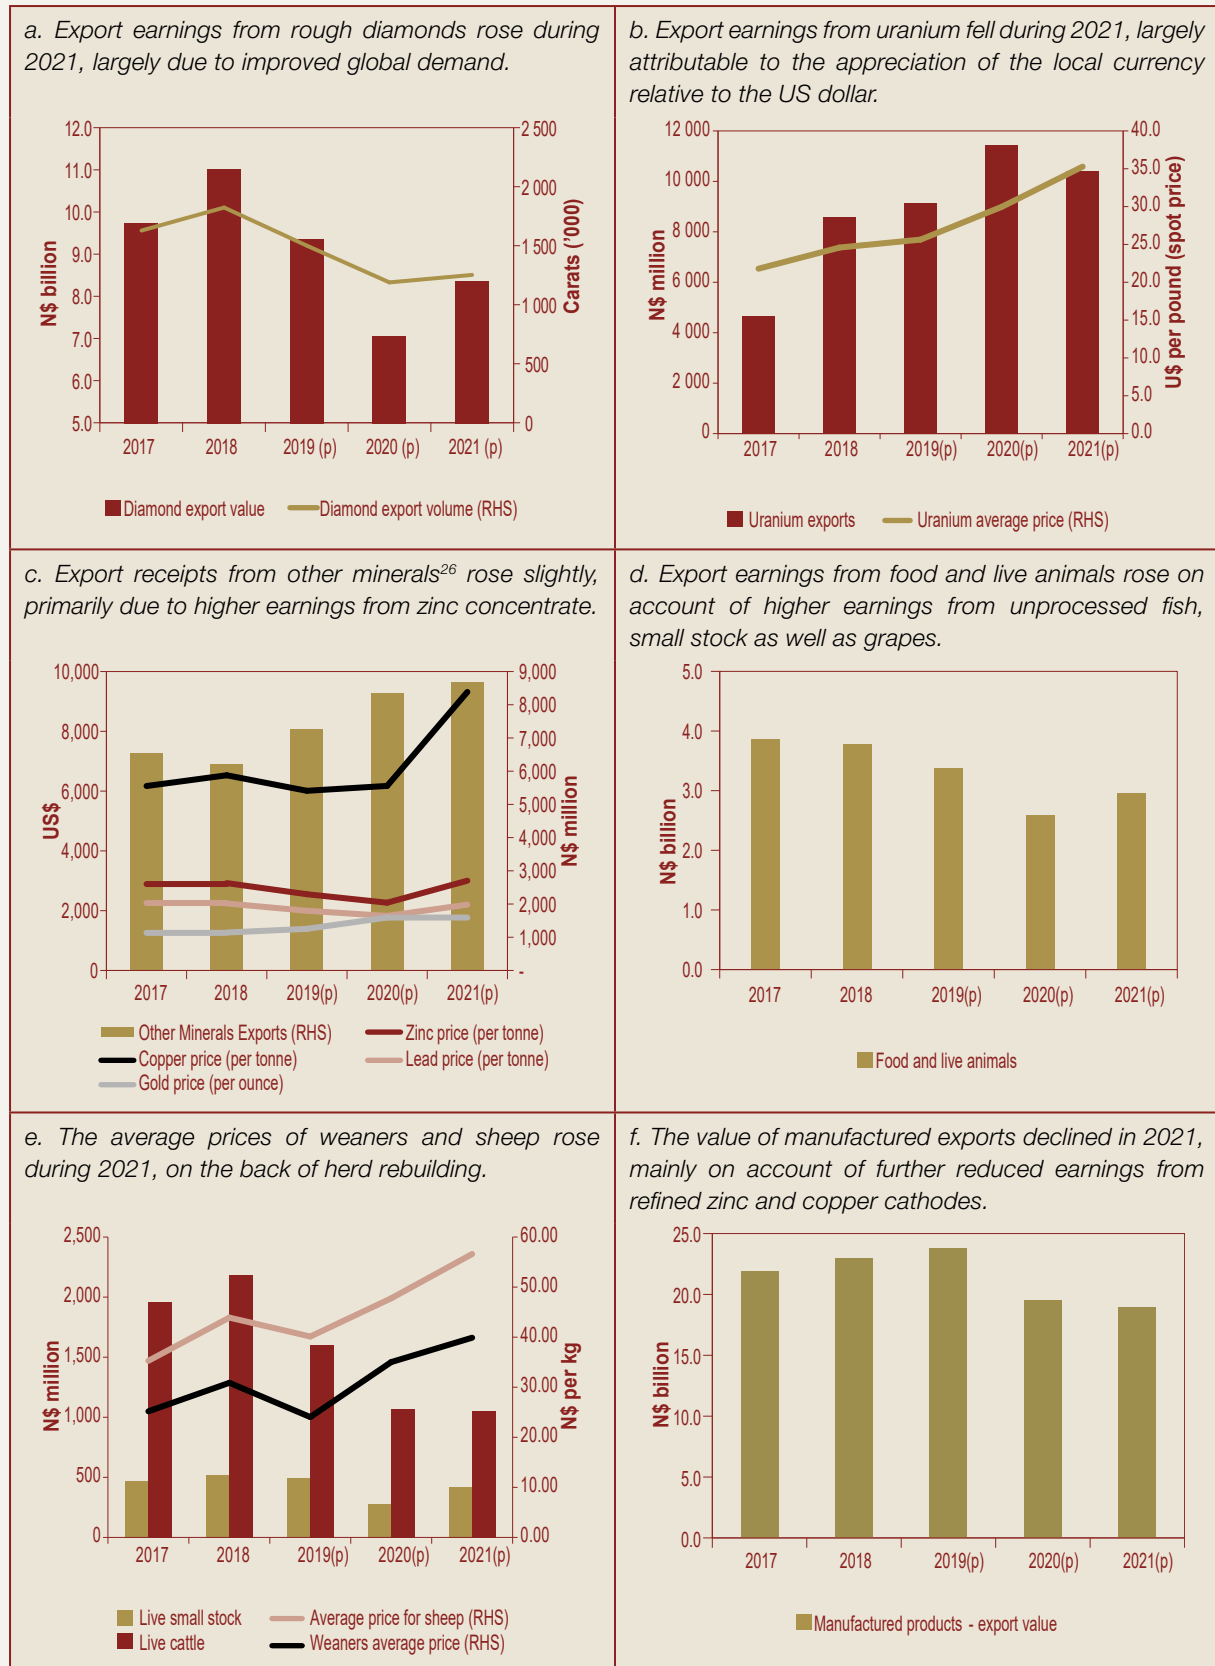 a. Export earnings from rough diamonds rose during
2021, largely due to improved global demand.
12.0
11.0
10.0
9.0
8.0
7.0
6.0
5.0
N$ billion
2 500
2 000
1 500
1 000
500
0
Carats ('000)
2017 2018 2019 (p) 2020 (p) 2021 (p)
Diamond export value Diamond export volume (RHS)
b. Export earnings from uranium fell during 2021, largely
attributable to the appreciation of the local currency
relative to the US dollar.
12 000
10 000
8 000
6 000
4 000
2 000
0
N$ million
40.0
35.0
30.0
25.0
20.0
15.0
10.0
5.0
0.0
U$ per pound (spot price)
2017 2018 2019(p) 2020(p) 2021(p)
Uranium exports Uranium average price (RHS)
c. Export receipts from other minerals26 rose slightly,
primarily due to higher earnings from zinc concentrate.
10,000
8,000
6,000
4,000
2,000
0
US$
9,000
8,000
7,000
6,000
5,000
4,000
3,000
2,000
1,000
-
N$ million
2017 2018 2019(p) 2020(p) 2021(p)
Other Minerals Exports (RHS) Zinc price (per tonne)
Copper price (per tonne) Lead price (per tonne)
Gold price (per ounce)
d. Export earnings from food and live animals rose on
account of higher earnings from unprocessed fish,
small stock as well as grapes.
5.0
4.0
3.0
2.0
1.0
0.0
N$ billion
2017 2018 2019(p) 2020(p) 2021(p)
Food and live animals
e. The average prices of weaners and sheep rose
during 2021, on the back of herd rebuilding.
2,500
2,000
1,500
1,000
500
0
N$ million
60.00
50.00
40.00
30.00
20.00
10.00
0.00
N$ per kg
2017 2018 2019(p) 2020(p) 2021(p)
Live small stock Average price for sheep (RHS)
Live cattle Weaners average price (RHS)
f. The value of manufactured exports declined in 2021,
mainly on account of further reduced earnings from
refined zinc and copper cathodes.
25.0
20.0
15.0
10.0
5.0
0.0
N$ billion
2017 2018 2019(p) 2020(p) 2021(p)
Manufactured products - export value